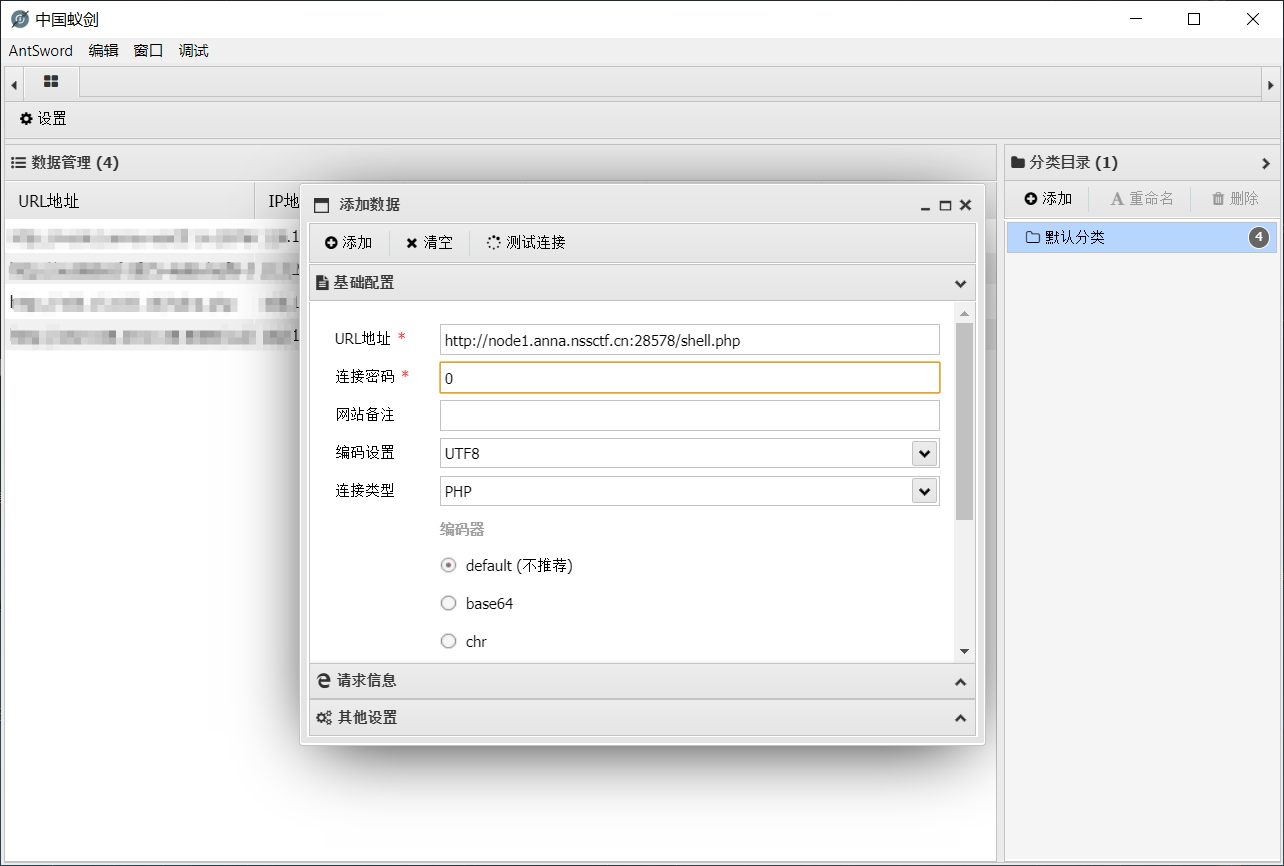 中国蚁剑
AntSword 编辑 窗口 调试
设置
数据管理 (4)
分类目录 (1)
URL地址 IP地
添加 重命名 删除
默认分类 4
添加数据
添加 清空 测试连接
基础配置
URL地址 * http://node1.anna.nssctf.cn:28578/shell.php
连接密码 * 0
网站备注
编码设置 UTF8
连接类型 PHP
编码器
default (不推荐)
base64
chr
请求信息
其他设置